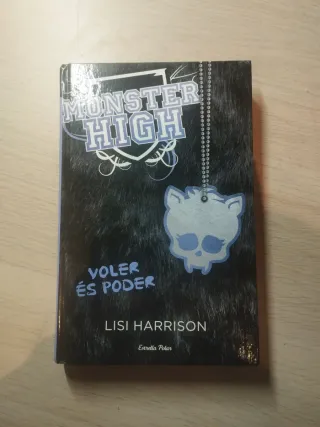 MONSTER
HIGH
VOLER
ÉS PODER
LISI HARRISON
Estrella Polar